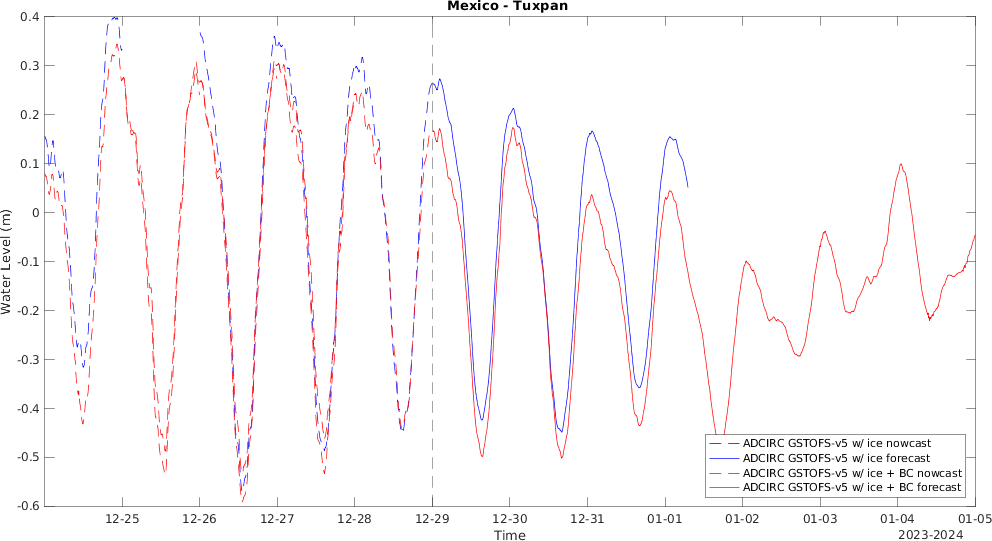 Mexico - Tuxpan
Water Level (m)
0.4
0.3
0.2
0.1
0
-0.1
-0.2
-0.3
-0.4
-0.5
-0.6
ADCIRC GSTOFS-v5 w/ ice nowcast
ADCIRC GSTOFS-v5 w/ ice forecast
ADCIRC GSTOFS-v5 w/ ice + BC nowcast
ADCIRC GSTOFS-v5 w/ ice + BC forecast
12-25 12-26 12-27 12-28 12-29 12-30 12-31 01-01 01-02 01-03 01-04 01-05
Time
2023-2024